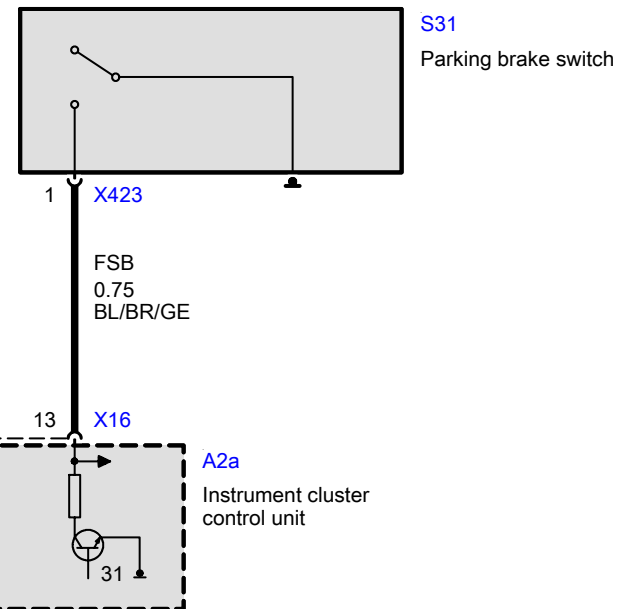 S31
Parking brake switch
1 X423
FSB
0.75
BL/BR/GE
13 X16
A2a
Instrument cluster
control unit
31